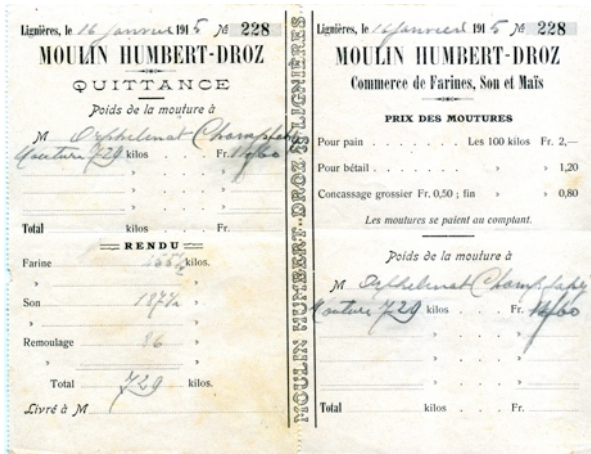 Lignières, le 16 janvier 1915 № 228
MOULIN HUMBERT-DROZ
QUITTANCE
Poids de la mouture à
M Orphelinat Champfahy
Mouture 729 kilos . . . Fr. 14/60
» . . . »
» . . . »
» . . . »
Total kilos . . . Fr.
RENDU
Farine 455½ kilos.
» »
Son 187½ »
» »
Remoulage 86 »
» »
Total 729 kilos.
Livré à M
MOULIN HUMBERT-DROZ SS LIGNIÈRES
Lignières, le 16 janvier 1915 № 228
MOULIN HUMBERT-DROZ
Commerce de Farines, Son et Maïs
PRIX DES MOUTURES
Pour pain . . . . . . Les 100 kilos Fr. 2,—
Pour bétail . . . . . . » » 1,20
Concassage grossier Fr. 0,50 ; fin » » 0,80
Les moutures se paient au comptant.
Poids de la mouture à
M Orphelinat Champfahy
Mouture 729 kilos . . . Fr. 14/60
» . . . »
» . . . »
» . . . »
Total kilos . . . Fr.